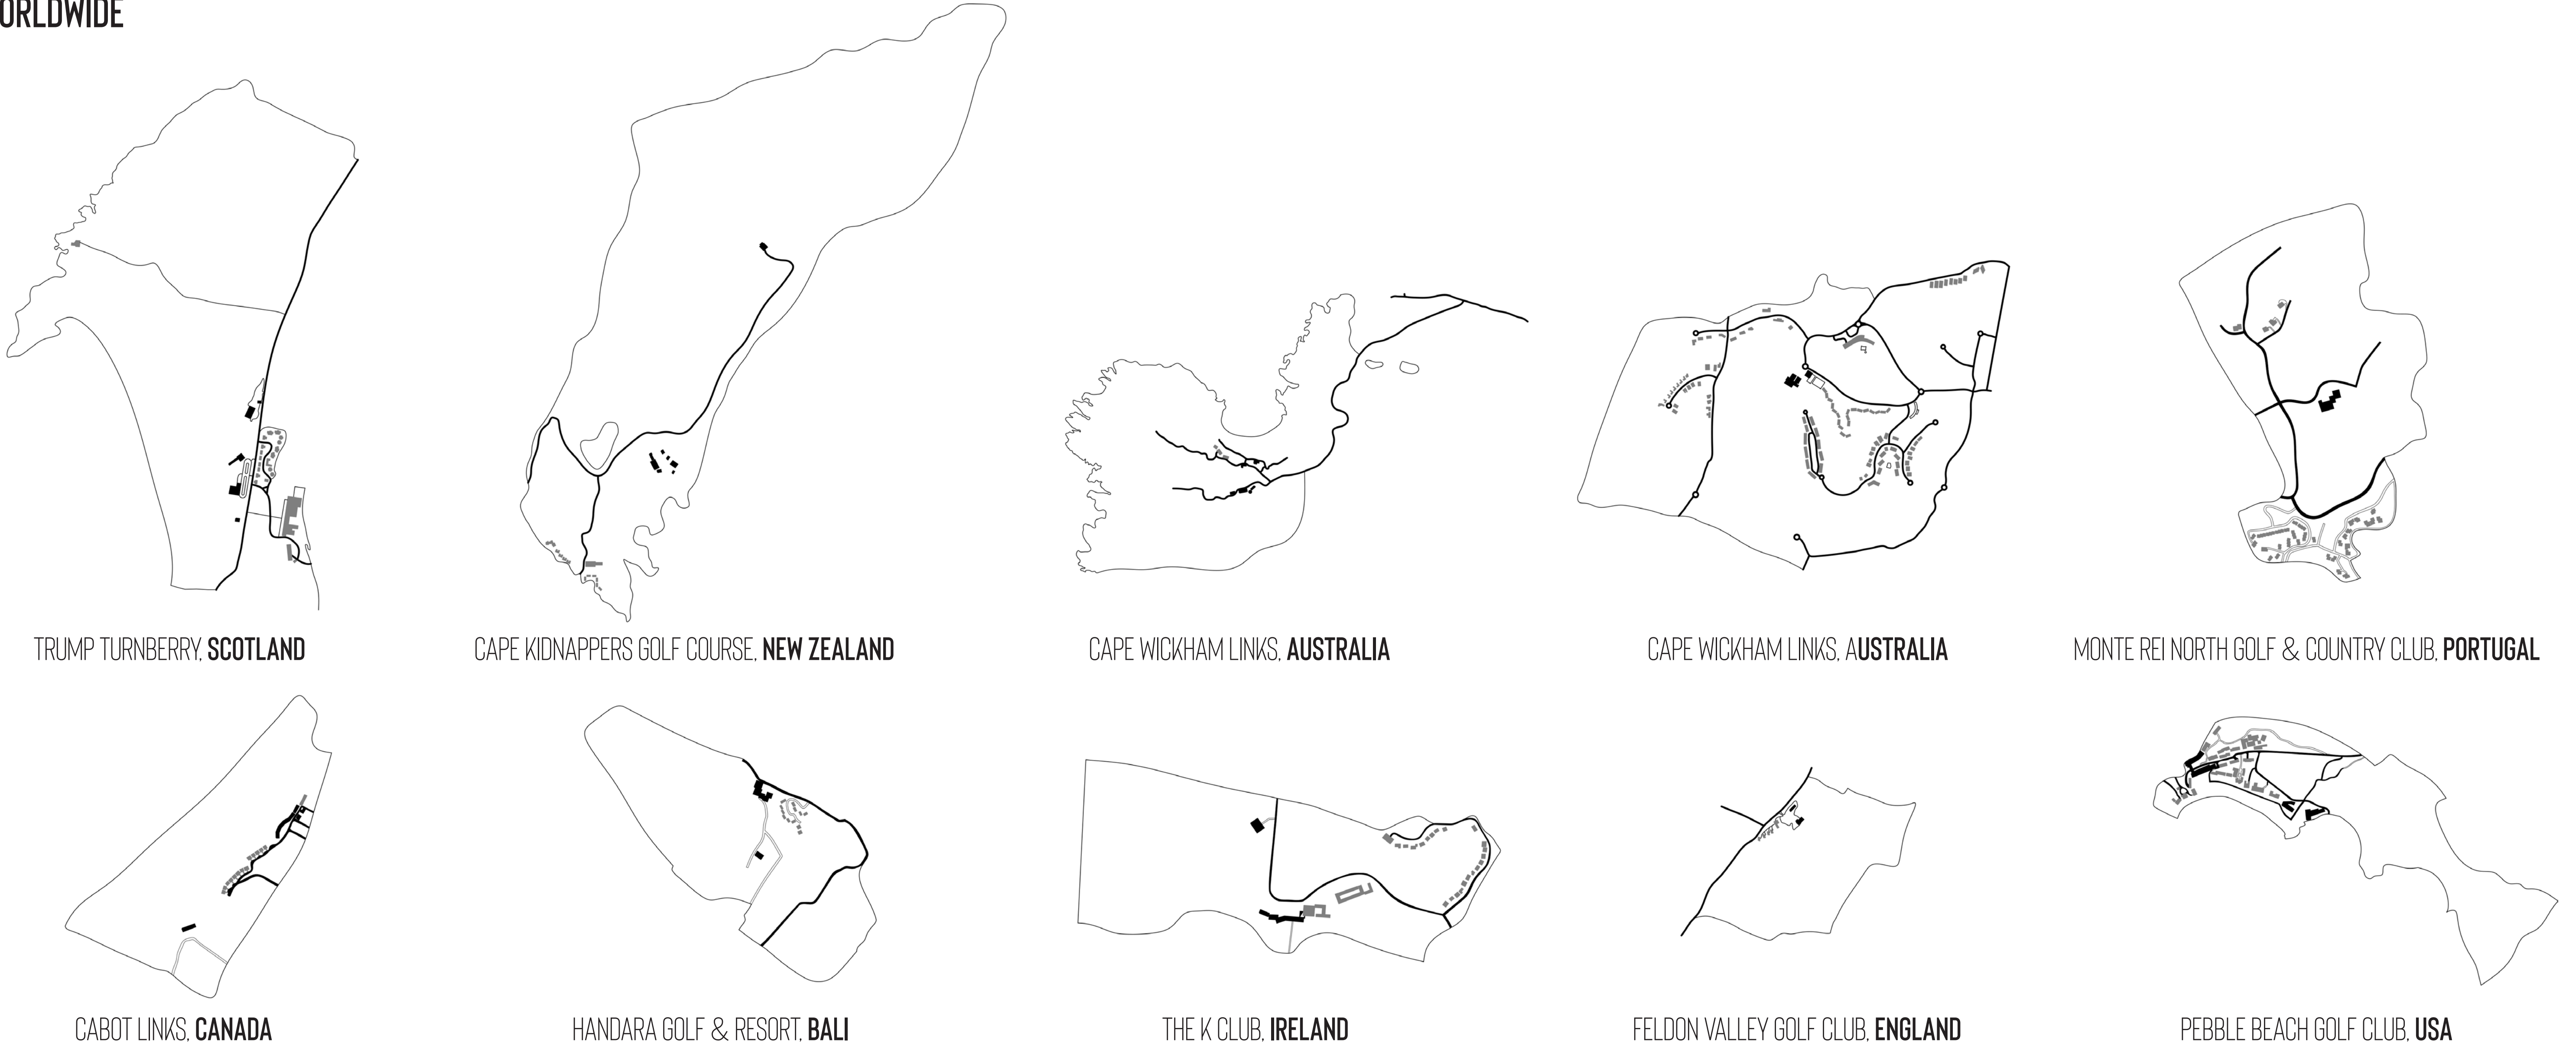 ORLDWIDE
TRUMP TURNBERRY, SCOTLAND
CAPE KIDNAPPERS GOLF COURSE, NEW ZEALAND
CAPE WICKHAM LINKS, AUSTRALIA
CAPE WICKHAM LINKS, AUSTRALIA
MONTE REI NORTH GOLF & COUNTRY CLUB, PORTUGAL
CABOT LINKS, CANADA
HANDARA GOLF & RESORT, BALI
THE K CLUB, IRELAND
FELDON VALLEY GOLF CLUB, ENGLAND
PEBBLE BEACH GOLF CLUB, USA